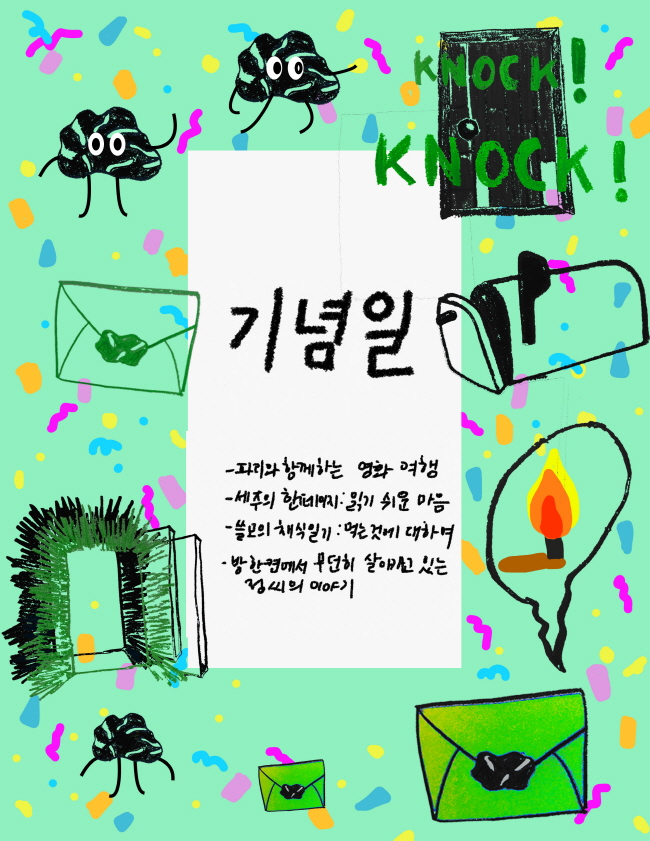 KNOCK!
KNOCK!
기념일
-파리와 함께하는 영화 여행
-세주의 한페이지: 읽기 쉬운 마음
-쓸모의 채식일기: 먹는것에 대하여
-방 한켠에서 무던히 살아내고 있는
정씨의 이야기